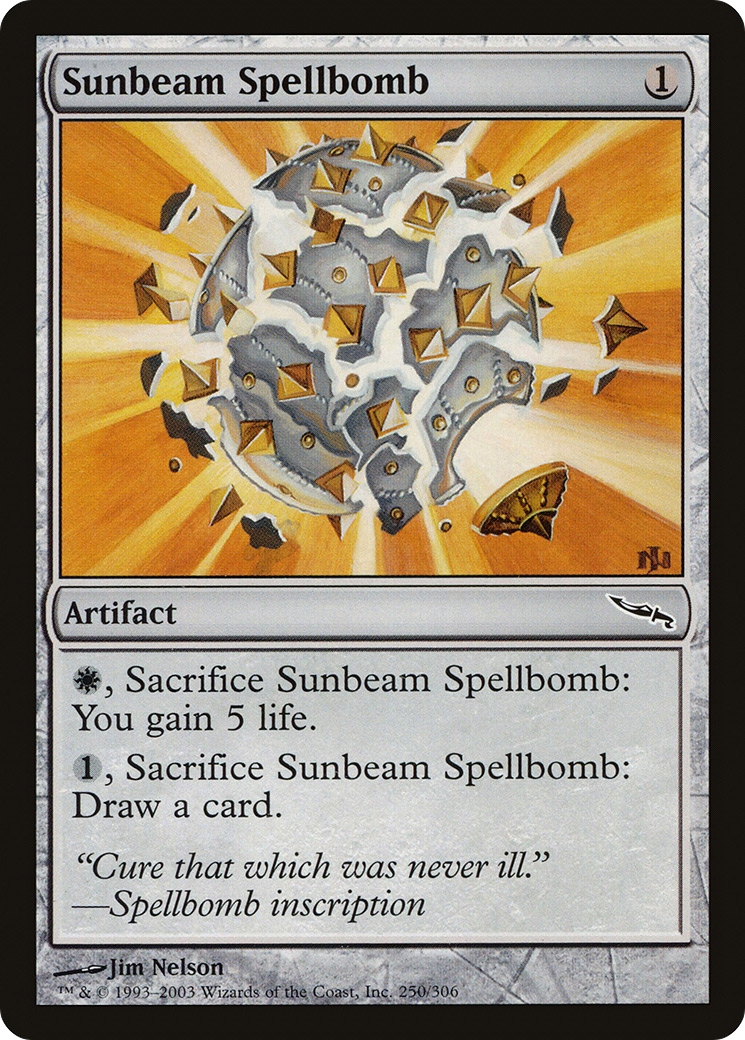 Sunbeam Spellbomb 1
Artifact
, Sacrifice Sunbeam Spellbomb:
You gain 5 life.
1, Sacrifice Sunbeam Spellbomb:
Draw a card.
“Cure that which was never ill.”
—Spellbomb inscription
Jim Nelson
™ & © 1993–2003 Wizards of the Coast, Inc. 250/306